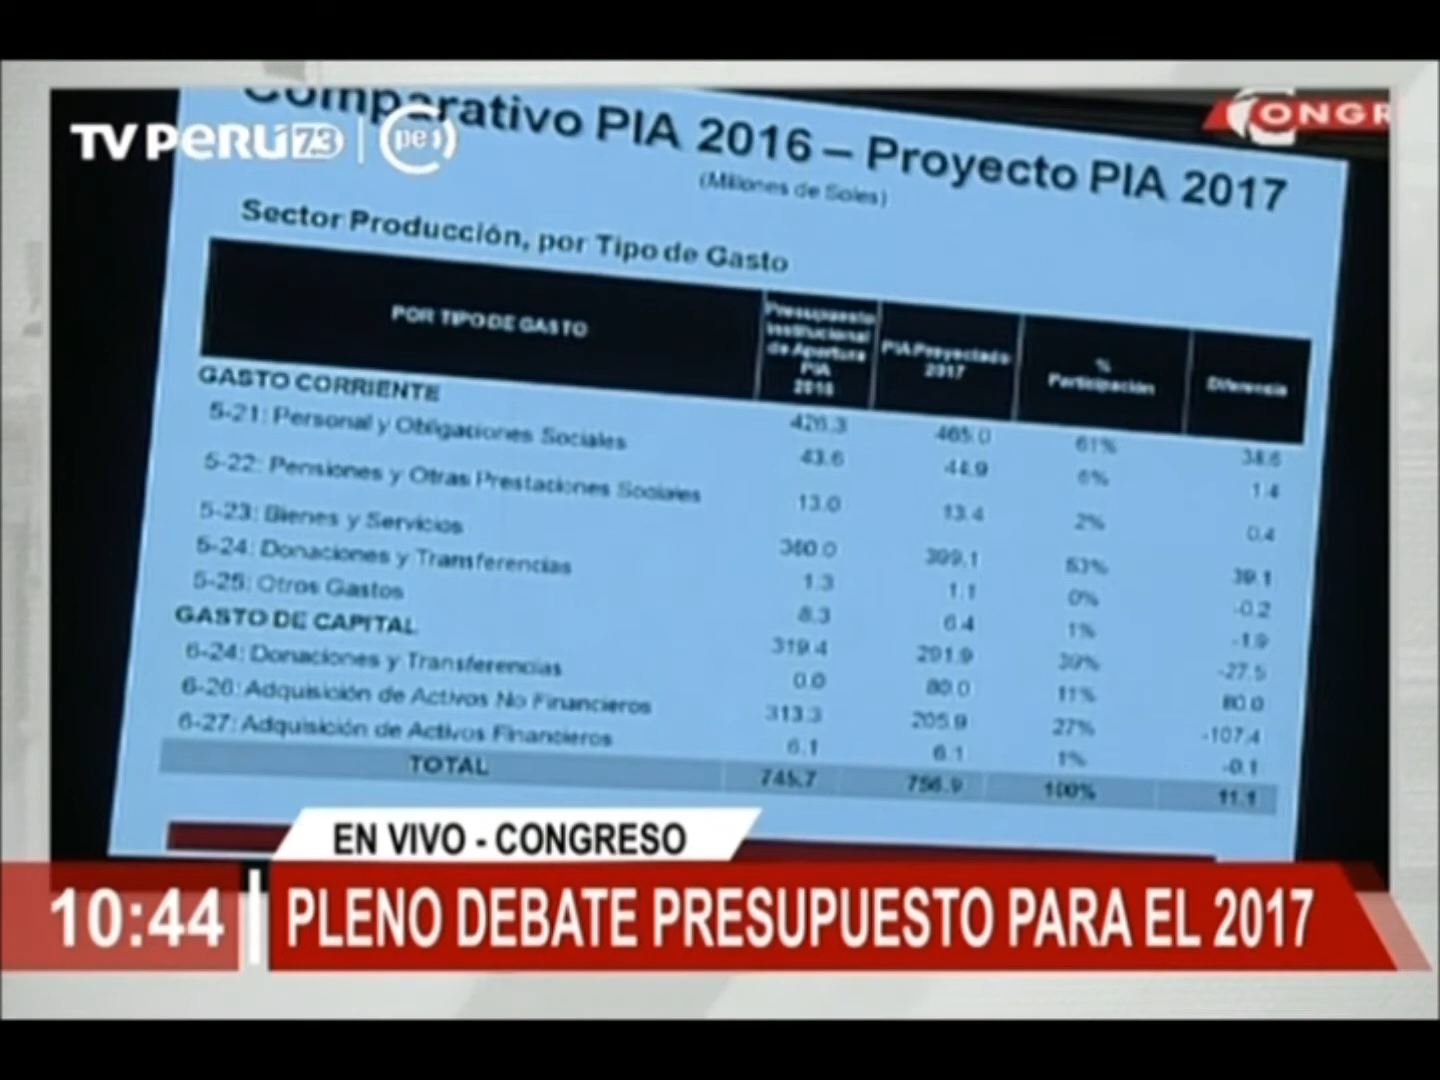 TVPERÚ 7.3 pe
CONGR
Comparativo PIA 2016 – Proyecto PIA 2017
(Millones de Soles)
Sector Producción, por Tipo de Gasto
POR TIPO DE GASTO Presupuesto Institucional de Apertura PIA 2016 PIA Proyectado 2017 % Participación Diferencia
GASTO CORRIENTE 426.3 465.0 61% 38.6
5-21: Personal y Obligaciones Sociales 43.6 44.9 6% 1.4
5-22: Pensiones y Otras Prestaciones Sociales 13.0 13.4 2% 0.4
5-23: Bienes y Servicios 360.0 399.1 53% 39.1
5-24: Donaciones y Transferencias 1.3 1.1 0% -0.2
5-25: Otros Gastos 8.3 6.4 1% -1.9
GASTO DE CAPITAL 319.4 291.9 39% -27.5
6-24: Donaciones y Transferencias 0.0 80.0 11% 80.0
6-26: Adquisición de Activos No Financieros 313.3 205.9 27% -107.4
6-27: Adquisición de Activos Financieros 6.1 6.1 1% -0.1
TOTAL 745.7 756.9 100% 11.1
EN VIVO - CONGRESO
10:44 PLENO DEBATE PRESUPUESTO PARA EL 2017